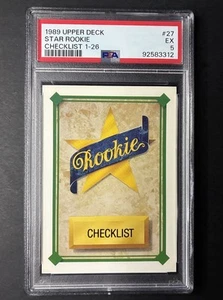 1989 UPPER DECK #27
STAR ROOKIE EX
CHECKLIST 1-26 PSA 5
92583312
Rookie
CHECKLIST